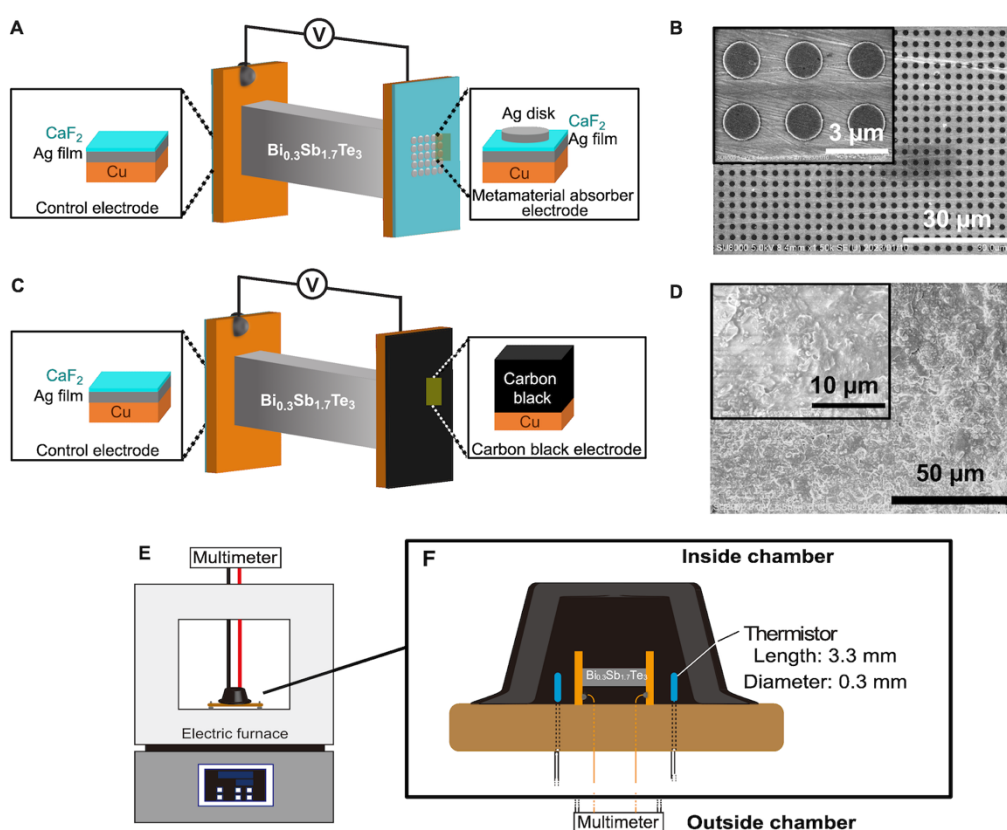 A
V
CaF2
Ag film
Cu
Control electrode
Bi0.3Sb1.7Te3
Ag disk
CaF2
Ag film
Cu
Metamaterial absorber
electrode
B
3 µm
30 µm
C
V
CaF2
Ag film
Cu
Control electrode
Bi0.3Sb1.7Te3
Carbon
black
Cu
Carbon black electrode
D
10 µm
50 µm
E
Multimeter
Electric furnace
F
Inside chamber
Bi0.3Sb1.7Te3
Thermistor
Length: 3.3 mm
Diameter: 0.3 mm
Multimeter
Outside chamber